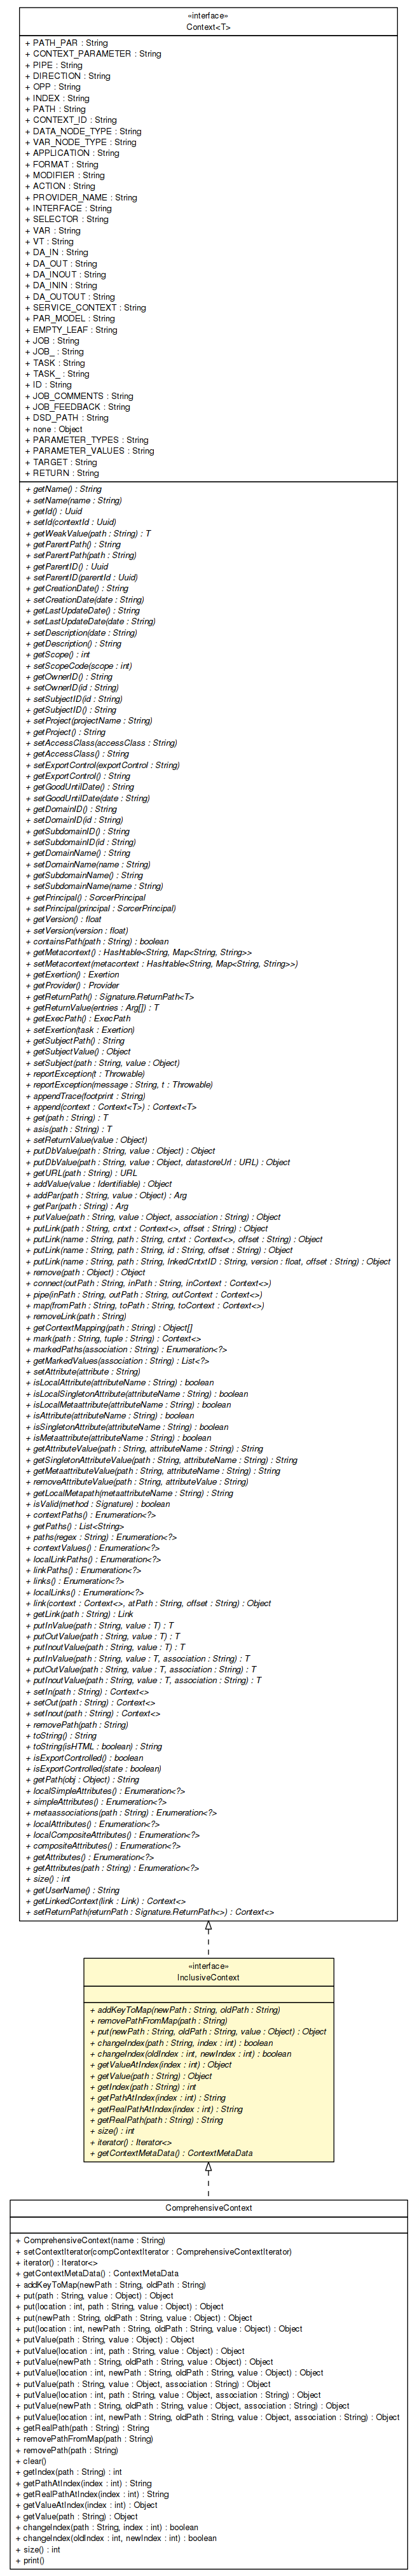 «interface»
Context<T>
+ PATH_PAR : String
+ CONTEXT_PARAMETER : String
+ PIPE : String
+ DIRECTION : String
+ OPP : String
+ INDEX : String
+ PATH : String
+ CONTEXT_ID : String
+ DATA_NODE_TYPE : String
+ VAR_NODE_TYPE : String
+ APPLICATION : String
+ FORMAT : String
+ MODIFIER : String
+ ACTION : String
+ PROVIDER_NAME : String
+ INTERFACE : String
+ SELECTOR : String
+ VAR : String
+ VT : String
+ DA_IN : String
+ DA_OUT : String
+ DA_INOUT : String
+ DA_ININ : String
+ DA_OUTOUT : String
+ SERVICE_CONTEXT : String
+ PAR_MODEL : String
+ EMPTY_LEAF : String
+ JOB : String
+ JOB_ : String
+ TASK : String
+ TASK_ : String
+ ID : String
+ JOB_COMMENTS : String
+ JOB_FEEDBACK : String
+ DSD_PATH : String
+ none : Object
+ PARAMETER_TYPES : String
+ PARAMETER_VALUES : String
+ TARGET : String
+ RETURN : String
+ getName() : String
+ setName(name : String)
+ getId() : Uuid
+ setId(contextId : Uuid)
+ getWeakValue(path : String) : T
+ getParentPath() : String
+ setParentPath(path : String)
+ getParentID() : Uuid
+ setParentID(parentId : Uuid)
+ getCreationDate() : String
+ setCreationDate(date : String)
+ getLastUpdateDate() : String
+ setLastUpdateDate(date : String)
+ setDescription(date : String)
+ getDescription() : String
+ getScope() : int
+ setScopeCode(scope : int)
+ getOwnerID() : String
+ setOwnerID(id : String)
+ setSubjectID(id : String)
+ getSubjectID() : String
+ setProject(projectName : String)
+ getProject() : String
+ setAccessClass(accessClass : String)
+ getAccessClass() : String
+ setExportControl(exportControl : String)
+ getExportControl() : String
+ getGoodUntilDate() : String
+ setGoodUntilDate(date : String)
+ getDomainID() : String
+ setDomainID(id : String)
+ getSubdomainID() : String
+ setSubdomainID(id : String)
+ getDomainName() : String
+ setDomainName(name : String)
+ getSubdomainName() : String
+ setSubdomainName(name : String)
+ getPrincipal() : SorcerPrincipal
+ setPrincipal(principal : SorcerPrincipal)
+ getVersion() : float
+ setVersion(version : float)
+ containsPath(path : String) : boolean
+ getMetacontext() : Hashtable<String, Map<String, String>>
+ setMetacontext(metacontext : Hashtable<String, Map<String, String>>)
+ getExertion() : Exertion
+ getProvider() : Provider
+ getReturnPath() : Signature.ReturnPath<T>
+ getReturnValue(entries : Arg[]) : T
+ getExecPath() : ExecPath
+ setExertion(task : Exertion)
+ getSubjectPath() : String
+ getSubjectValue() : Object
+ setSubject(path : String, value : Object)
+ reportException(t : Throwable)
+ reportException(message : String, t : Throwable)
+ appendTrace(footprint : String)
+ append(context : Context<T>) : Context<T>
+ get(path : String) : T
+ asis(path : String) : T
+ setReturnValue(value : Object)
+ putDbValue(path : String, value : Object) : Object
+ putDbValue(path : String, value : Object, datastoreUrl : URL) : Object
+ getURL(path : String) : URL
+ addValue(value : Identifiable) : Object
+ addPar(path : String, value : Object) : Arg
+ getPar(path : String) : Arg
+ putValue(path : String, value : Object, association : String) : Object
+ putLink(path : String, cntxt : Context<>, offset : String) : Object
+ putLink(name : String, path : String, cntxt : Context<>, offset : String) : Object
+ putLink(name : String, path : String, id : String, offset : String) : Object
+ putLink(name : String, path : String, lnkedCntxtID : String, version : float, offset : String) : Object
+ remove(path : Object) : Object
+ connect(outPath : String, inPath : String, inContext : Context<>)
+ pipe(inPath : String, outPath : String, outContext : Context<>)
+ map(fromPath : String, toPath : String, toContext : Context<>)
+ removeLink(path : String)
+ getContextMapping(path : String) : Object[]
+ mark(path : String, tuple : String) : Context<>
+ markedPaths(association : String) : Enumeration<?>
+ getMarkedValues(association : String) : List<?>
+ setAttribute(attribute : String)
+ isLocalAttribute(attributeName : String) : boolean
+ isLocalSingletonAttribute(attributeName : String) : boolean
+ isLocalMetaattribute(attributeName : String) : boolean
+ isAttribute(attributeName : String) : boolean
+ isSingletonAttribute(attributeName : String) : boolean
+ isMetaattribute(attributeName : String) : boolean
+ getAttributeValue(path : String, attributeName : String) : String
+ getSingletonAttributeValue(path : String, attributeName : String) : String
+ getMetaattributeValue(path : String, attributeName : String) : String
+ removeAttributeValue(path : String, attributeValue : String)
+ getLocalMetapath(metaattributeName : String) : String
+ isValid(method : Signature) : boolean
+ contextPaths() : Enumeration<?>
+ getPaths() : List<String>
+ paths(regex : String) : Enumeration<?>
+ contextValues() : Enumeration<?>
+ localLinkPaths() : Enumeration<?>
+ linkPaths() : Enumeration<?>
+ links() : Enumeration<?>
+ localLinks() : Enumeration<?>
+ link(context : Context<>, atPath : String, offset : String) : Object
+ getLink(path : String) : Link
+ putInValue(path : String, value : T) : T
+ putOutValue(path : String, value : T) : T
+ putInoutValue(path : String, value : T) : T
+ putInValue(path : String, value : T, association : String) : T
+ putOutValue(path : String, value : T, association : String) : T
+ putInoutValue(path : String, value : T, association : String) : T
+ setIn(path : String) : Context<>
+ setOut(path : String) : Context<>
+ setInout(path : String) : Context<>
+ removePath(path : String)
+ toString() : String
+ toString(isHTML : boolean) : String
+ isExportControlled() : boolean
+ isExportControlled(state : boolean)
+ getPath(obj : Object) : String
+ localSimpleAttributes() : Enumeration<?>
+ simpleAttributes() : Enumeration<?>
+ metaassociations(path : String) : Enumeration<?>
+ localAttributes() : Enumeration<?>
+ localCompositeAttributes() : Enumeration<?>
+ compositeAttributes() : Enumeration<?>
+ getAttributes() : Enumeration<?>
+ getAttributes(path : String) : Enumeration<?>
+ size() : int
+ getUserName() : String
+ getLinkedContext(link : Link) : Context<>
+ setReturnPath(returnPath : Signature.ReturnPath<>) : Context<>
«interface»
InclusiveContext
+ addKeyToMap(newPath : String, oldPath : String)
+ removePathFromMap(path : String)
+ put(newPath : String, oldPath : String, value : Object) : Object
+ changeIndex(path : String, index : int) : boolean
+ changeIndex(oldIndex : int, newIndex : int) : boolean
+ getValueAtIndex(index : int) : Object
+ getValue(path : String) : Object
+ getIndex(path : String) : int
+ getPathAtIndex(index : int) : String
+ getRealPathAtIndex(index : int) : String
+ getRealPath(path : String) : String
+ size() : int
+ iterator() : Iterator<>
+ getContextMetaData() : ContextMetaData
ComprehensiveContext
+ ComprehensiveContext(name : String)
+ setContextIterator(compContextIterator : ComprehensiveContextIterator)
+ iterator() : Iterator<>
+ getContextMetaData() : ContextMetaData
+ addKeyToMap(newPath : String, oldPath : String)
+ put(path : String, value : Object) : Object
+ put(location : int, path : String, value : Object) : Object
+ put(newPath : String, oldPath : String, value : Object) : Object
+ put(location : int, newPath : String, oldPath : String, value : Object) : Object
+ putValue(path : String, value : Object) : Object
+ putValue(location : int, path : String, value : Object) : Object
+ putValue(newPath : String, oldPath : String, value : Object) : Object
+ putValue(location : int, newPath : String, oldPath : String, value : Object) : Object
+ putValue(path : String, value : Object, association : String) : Object
+ putValue(location : int, path : String, value : Object, association : String) : Object
+ putValue(newPath : String, oldPath : String, value : Object, association : String) : Object
+ putValue(location : int, newPath : String, oldPath : String, value : Object, association : String) : Object
+ getRealPath(path : String) : String
+ removePathFromMap(path : String)
+ removePath(path : String)
+ clear()
+ getIndex(path : String) : int
+ getPathAtIndex(index : int) : String
+ getRealPathAtIndex(index : int) : String
+ getValueAtIndex(index : int) : Object
+ getValue(path : String) : Object
+ changeIndex(path : String, index : int) : boolean
+ changeIndex(oldIndex : int, newIndex : int) : boolean
+ size() : int
+ print()